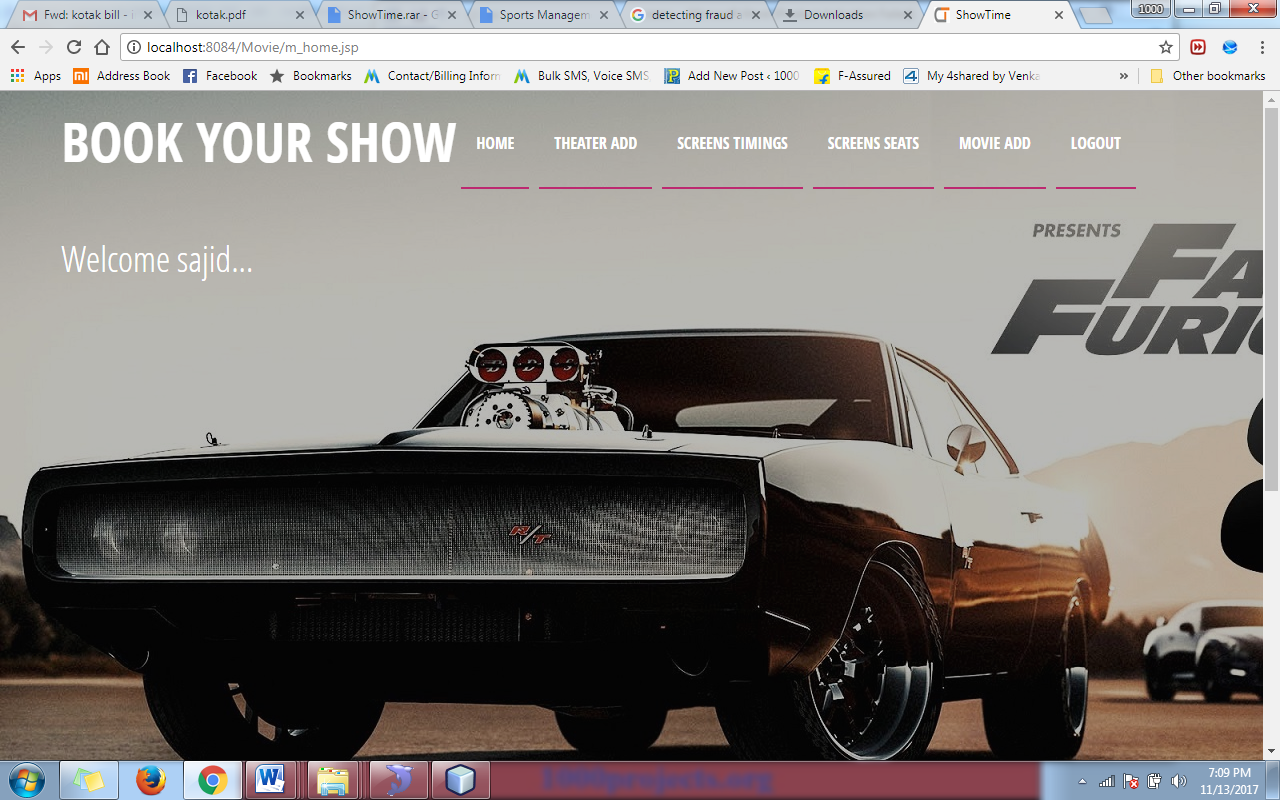 Fwd: kotak bill -
kotak.pdf
ShowTime.rar - G
Sports Managem
detecting fraud a
Downloads
ShowTime
1000
localhost:8084/Movie/m_home.jsp
Apps
Address Book
Facebook
Bookmarks
Contact/Billing Inform
Bulk SMS, Voice SMS
Add New Post ‹ 1000
F-Assured
My 4shared by Venka
»
Other bookmarks
BOOK YOUR SHOW
HOME
THEATER ADD
SCREENS TIMINGS
SCREENS SEATS
MOVIE ADD
LOGOUT
Welcome sajid...
PRESENTS
FA
FURIO
R/T
1000projects.org
7:09 PM
11/13/2017